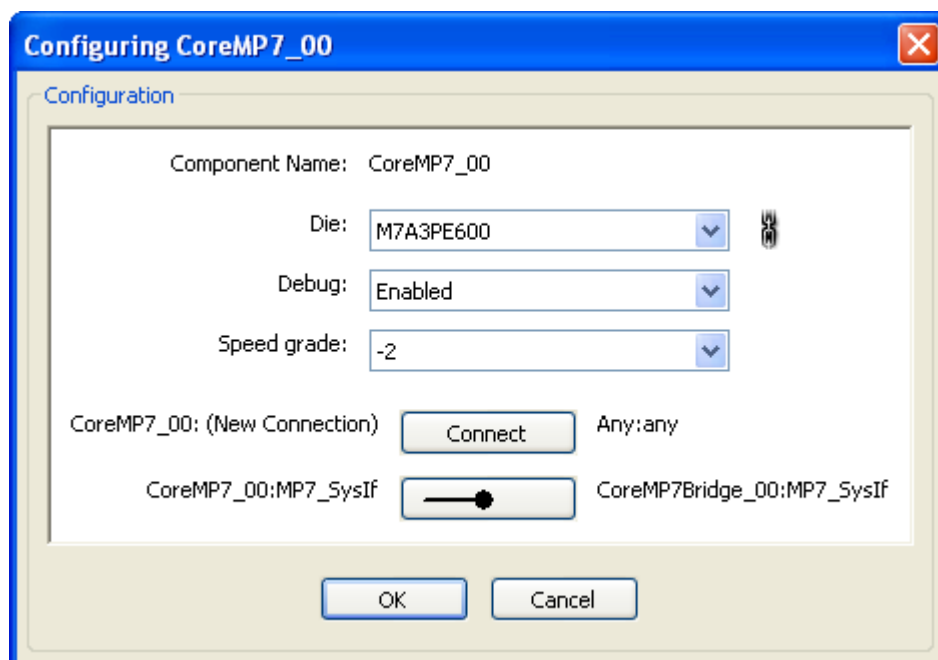 Configuring CoreMP7_00
Configuration
Component Name: CoreMP7_00
Die: M7A3PE600
Debug: Enabled
Speed grade: -2
CoreMP7_00: (New Connection) Connect Any:any
CoreMP7_00:MP7_SysIf CoreMP7Bridge_00:MP7_SysIf
OK Cancel